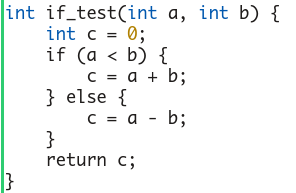 int if_test(int a, int b) {
    int c = 0;
    if (a < b) {
        c = a + b;
    } else {
        c = a - b;
    }
    return c;
}